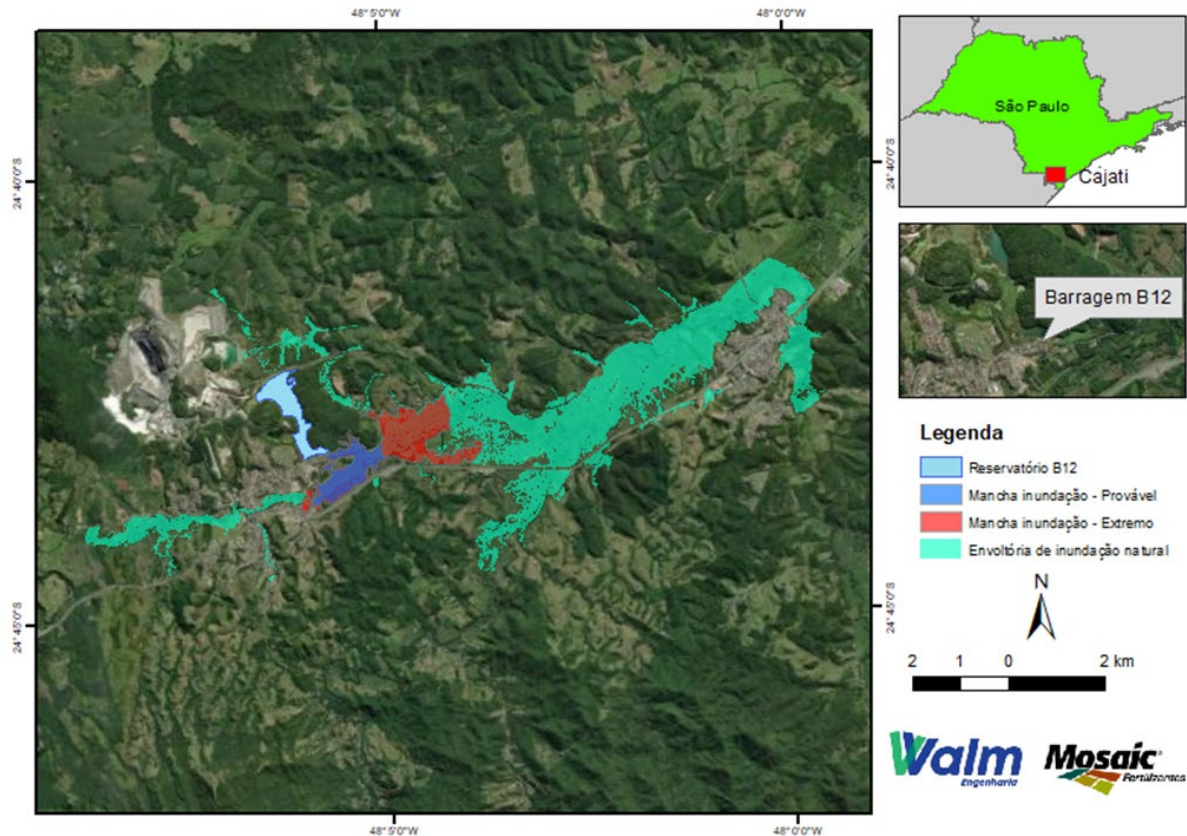 48°5'0"W
48°0'0"W
24°40'0"S
24°40'0"S
São Paulo
Cajati
Barragem B12
Legenda
Reservatório B12
Mancha inundação - Provável
Mancha inundação - Extremo
Envoltória de inundação natural
N
2 1 0 2 km
24°45'0"S
24°45'0"S
Walm
Engenharia
Mosaic®
Fertilizantes
48°5'0"W
48°0'0"W